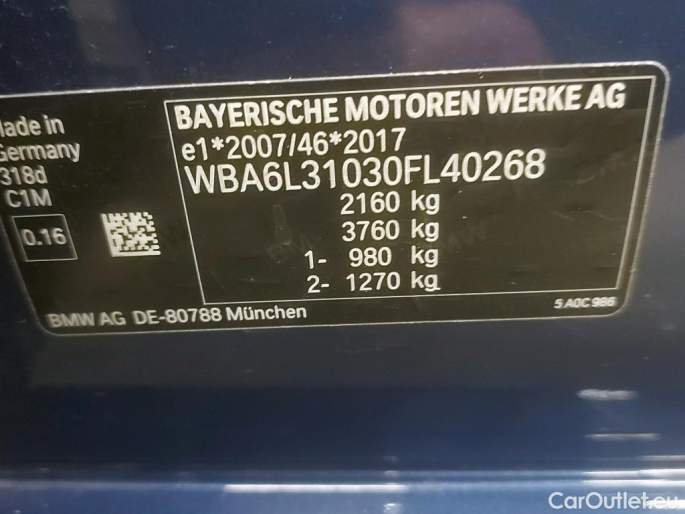 BAYERISCHE MOTOREN WERKE AG
e1*2007/46*2017
WBA6L31030FL40268
2160 kg
3760 kg
1- 980 kg
2- 1270 kg
Made in
Germany
318d
C1M
0.16
BMW AG DE-80788 München
5 A0C 986
CarOutlet.eu